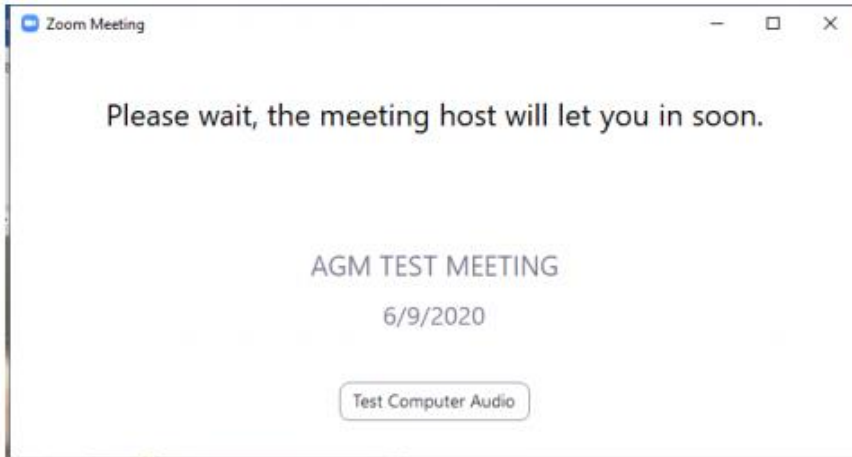 Zoom Meeting
Please wait, the meeting host will let you in soon.
AGM TEST MEETING
6/9/2020
Test Computer Audio